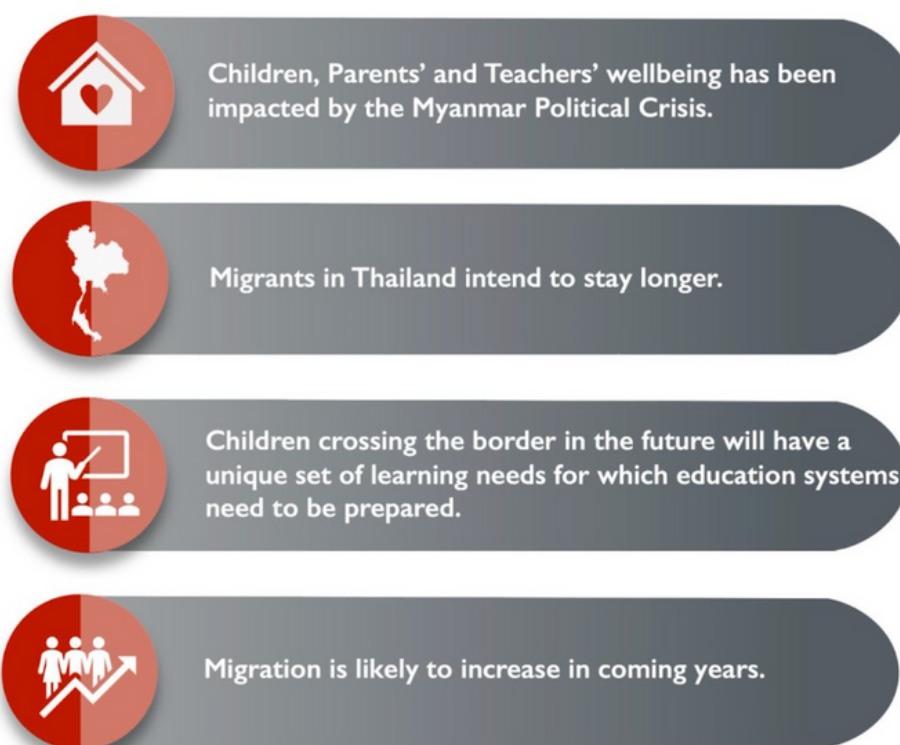 Children, Parents’ and Teachers’ wellbeing has been
impacted by the Myanmar Political Crisis.
Migrants in Thailand intend to stay longer.
Children crossing the border in the future will have a
unique set of learning needs for which education systems
need to be prepared.
Migration is likely to increase in coming years.